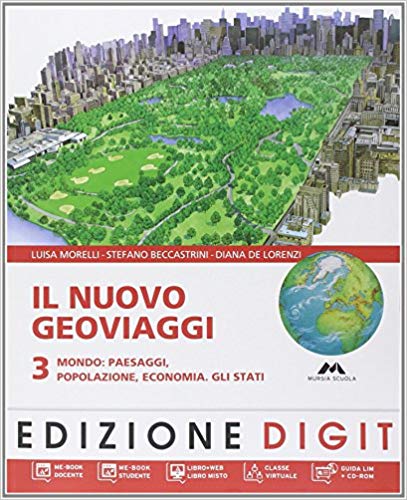 LUISA MORELLI - STEFANO BECCASTRINI - DIANA DE LORENZI
IL NUOVO
GEOVIAGGI
3 MONDO: PAESAGGI,
POPOLAZIONE, ECONOMIA. GLI STATI
MURSIA SCUOLA
EDIZIONE DIGIT
ME•BOOK
DOCENTE
ME•BOOK
STUDENTE
LIBRO+WEB
LIBRO MISTO
CLASSE
VIRTUALE
GUIDA LIM
+ CD-ROM